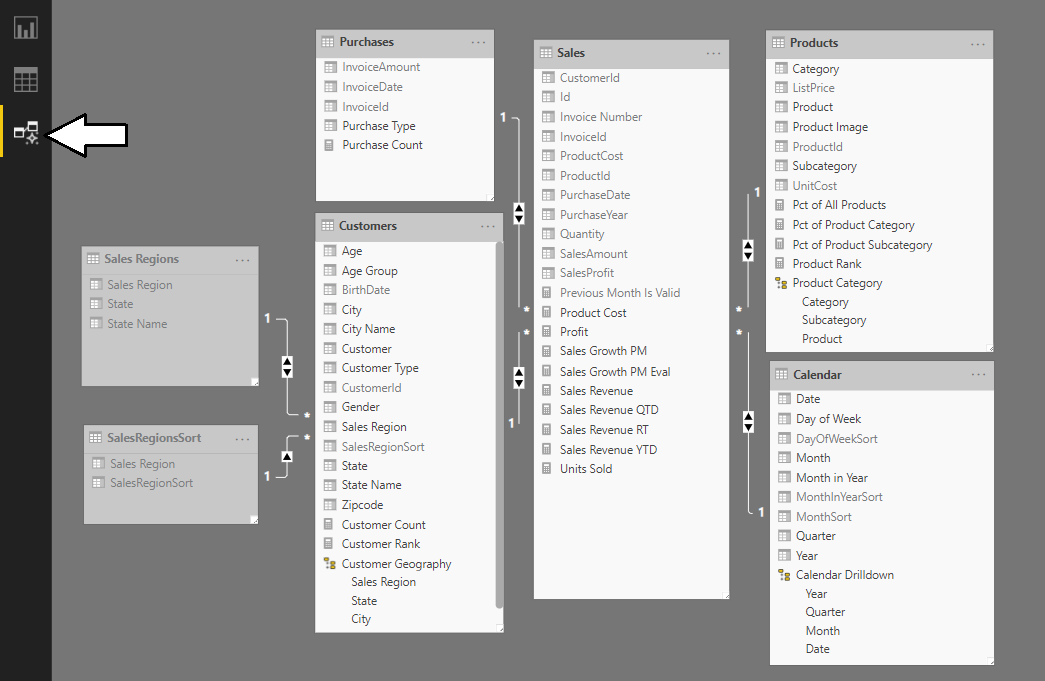 Purchases
InvoiceAmount
InvoiceDate
InvoiceId
Purchase Type
Purchase Count
Sales
CustomerId
Id
Invoice Number
InvoiceId
ProductCost
ProductId
PurchaseDate
PurchaseYear
Quantity
SalesAmount
SalesProfit
Previous Month Is Valid
Product Cost
Profit
Sales Growth PM
Sales Growth PM Eval
Sales Revenue
Sales Revenue QTD
Sales Revenue RT
Sales Revenue YTD
Units Sold
Products
Category
ListPrice
Product
Product Image
ProductId
Subcategory
UnitCost
Pct of All Products
Pct of Product Category
Pct of Product Subcategory
Product Rank
Product Category
Category
Subcategory
Product
Sales Regions
Sales Region
State
State Name
SalesRegionsSort
Sales Region
SalesRegionSort
Customers
Age
Age Group
BirthDate
City
City Name
Customer
Customer Type
CustomerId
Gender
Sales Region
SalesRegionSort
State
State Name
Zipcode
Customer Count
Customer Rank
Customer Geography
Sales Region
State
City
Calendar
Date
Day of Week
DayOfWeekSort
Month
Month in Year
MonthInYearSort
MonthSort
Quarter
Year
Calendar Drilldown
Year
Quarter
Month
Date
1
*
1
*
1
*
*
1
1
*
*
1